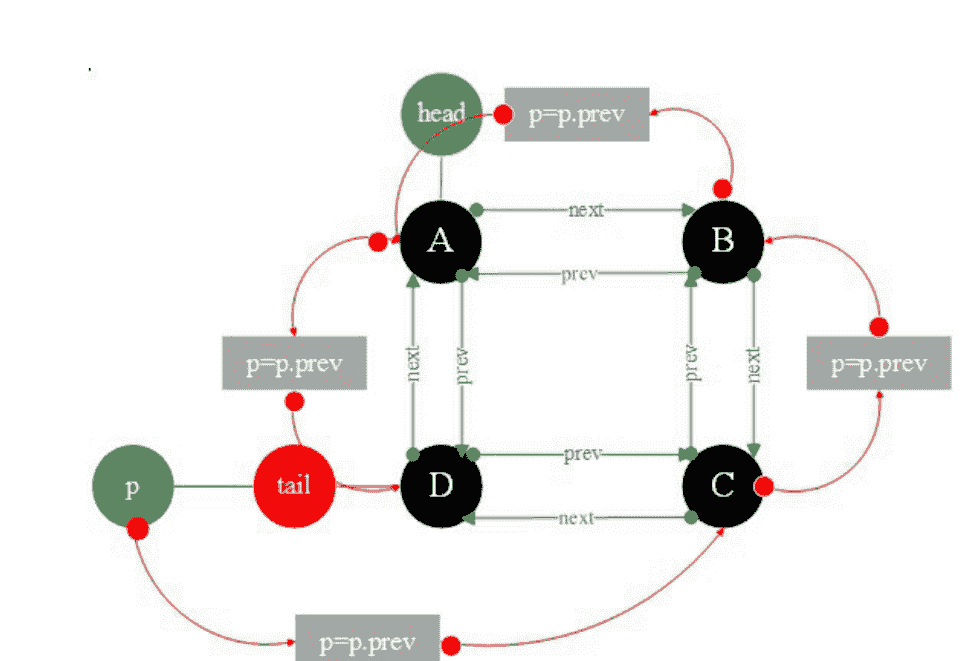 head
p=p.prev
A
next
B
prev
p=p.prev
next
prev
prev
next
p=p.prev
p
tail
D
prev
C
next
p=p.prev